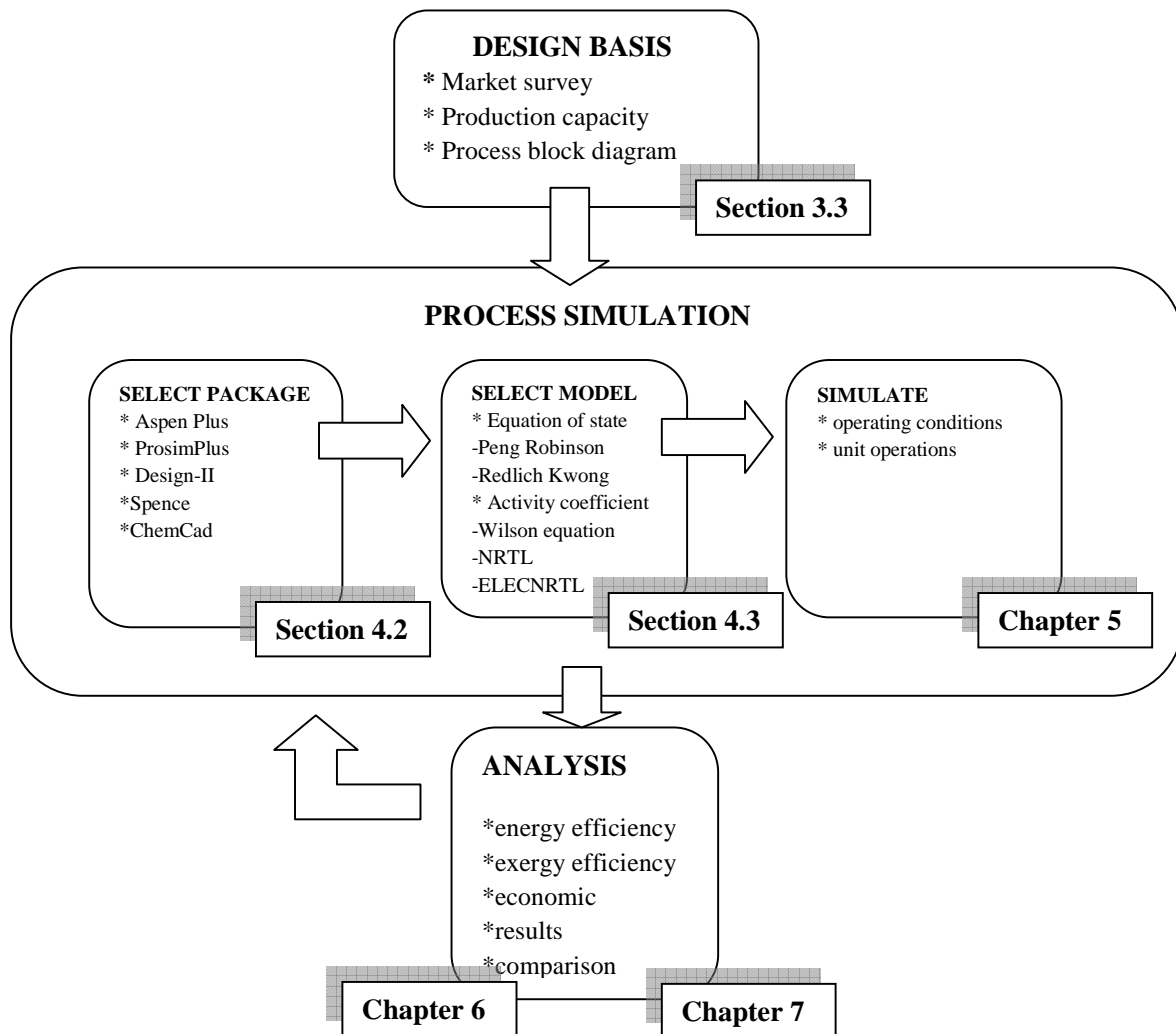 DESIGN BASIS
* Market survey
* Production capacity
* Process block diagram
Section 3.3
PROCESS SIMULATION
SELECT PACKAGE
* Aspen Plus
* ProsimPlus
* Design-II
*Spence
*ChemCad
Section 4.2
SELECT MODEL
* Equation of state
-Peng Robinson
-Redlich Kwong
* Activity coefficient
-Wilson equation
-NRTL
-ELECNRTL
Section 4.3
SIMULATE
* operating conditions
* unit operations
Chapter 5
ANALYSIS
*energy efficiency
*exergy efficiency
*economic
*results
*comparison
Chapter 6
Chapter 7